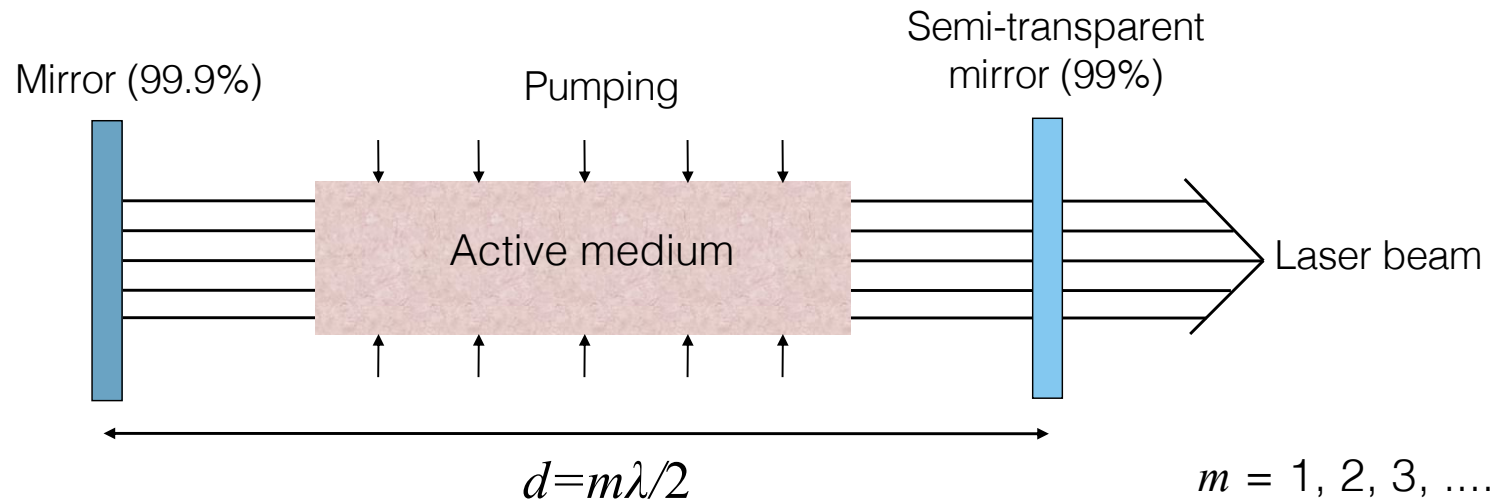 Semi-transparent
mirror (99%)
Mirror (99.9%)
Pumping
Active medium
Laser beam
d=mλ/2
m = 1, 2, 3, ....